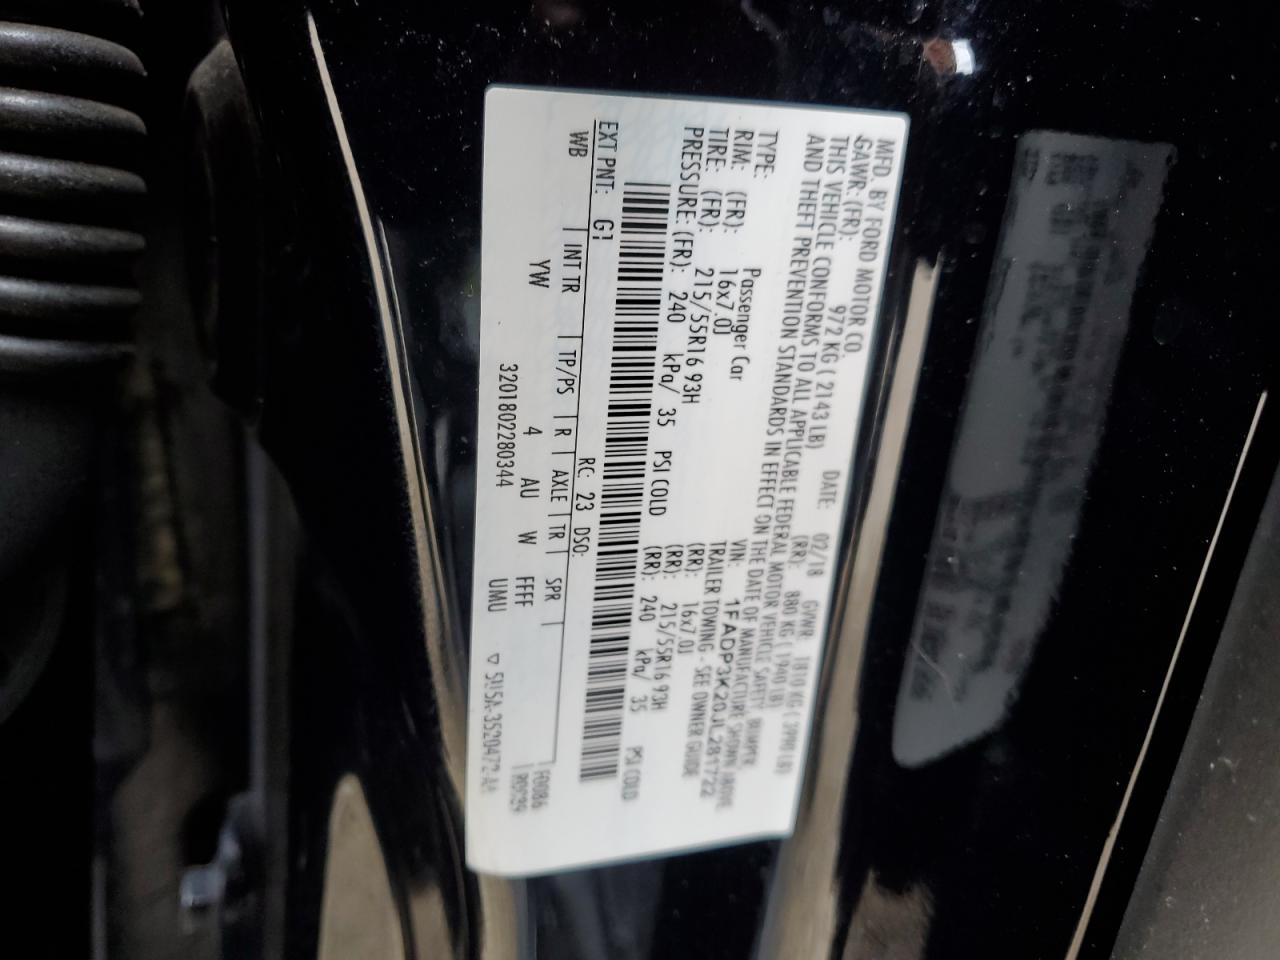 MFD. BY FORD MOTOR CO. DATE: 02/18 GVWR: 1810 KG ( 3990 LB)
GAWR: (FR): 972 KG ( 2143 LB) (RR): 880 KG ( 1940 LB)
THIS VEHICLE CONFORMS TO ALL APPLICABLE FEDERAL MOTOR VEHICLE SAFETY, BUMPER,
AND THEFT PREVENTION STANDARDS IN EFFECT ON THE DATE OF MANUFACTURE SHOWN ABOVE.
VIN: 1FADP3K20JL281722
TYPE: Passenger Car TRAILER TOWING - SEE OWNER GUIDE
RIM: (FR): 16x7.0J (RR): 16x7.0J
TIRE: (FR): 215/55R16 93H (RR): 215/55R16 93H
PRESSURE: (FR): 240 kPa/ 35 PSI COLD (RR): 240 kPa/ 35 PSI COLD
EXT PNT: G1 RC: 23 DSO:
WB | INT TR | TP/PS | R | AXLE | TR | SPR |
YW 4 AU W FFFF
3201802280344 UMU